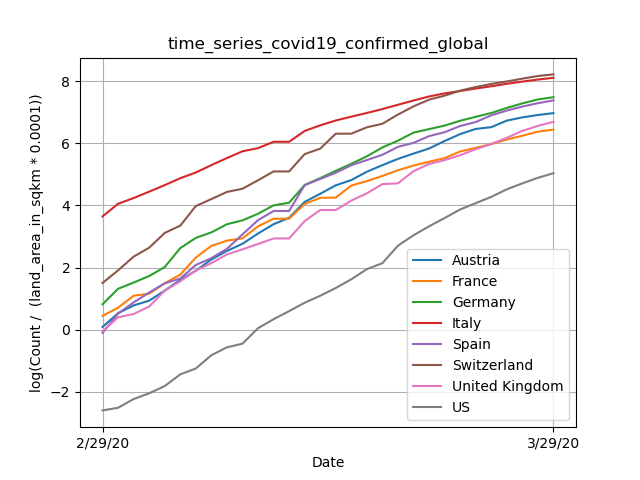 time_series_covid19_confirmed_global
log(Count /  (land_area_in_sqkm * 0.0001))
8
6
4
2
0
−2
Austria
France
Germany
Italy
Spain
Switzerland
United Kingdom
US
2/29/20 3/29/20
Date